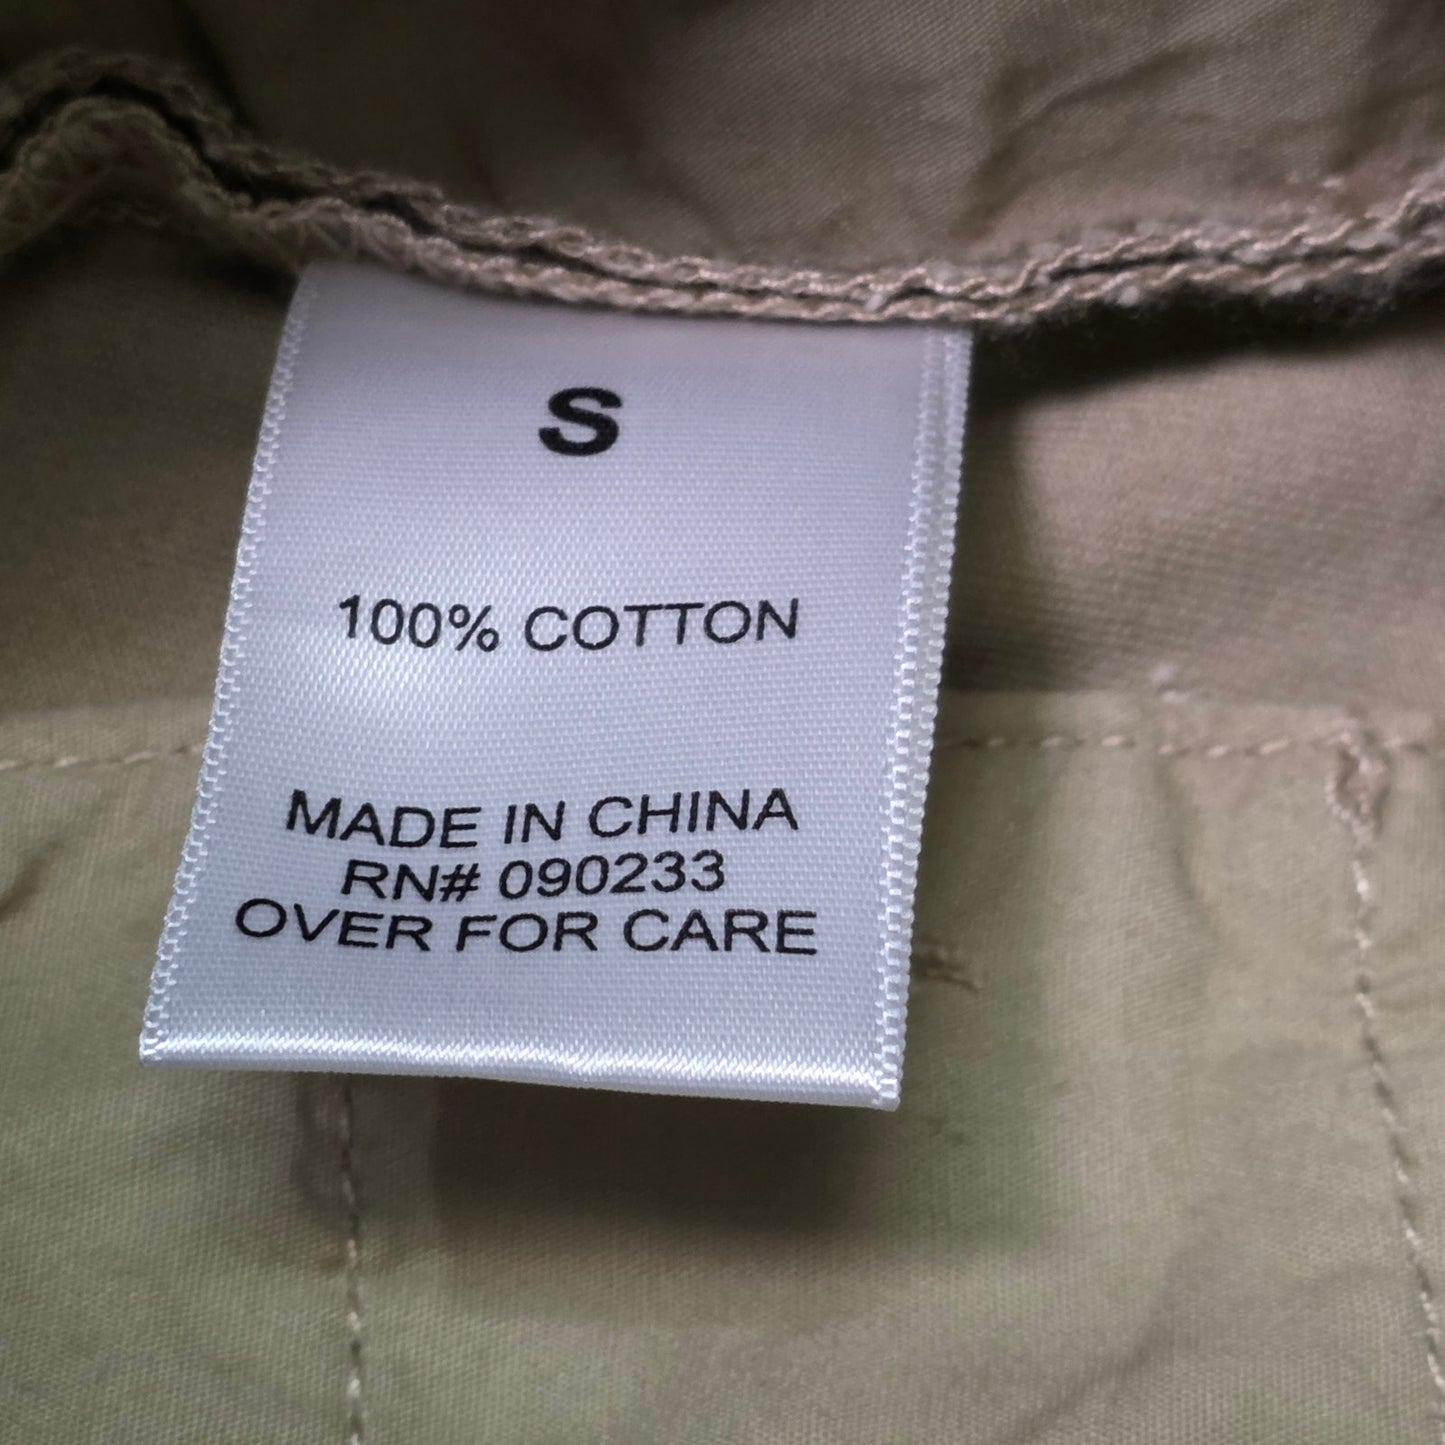 S
100% COTTON
MADE IN CHINA
RN# 090233
OVER FOR CARE